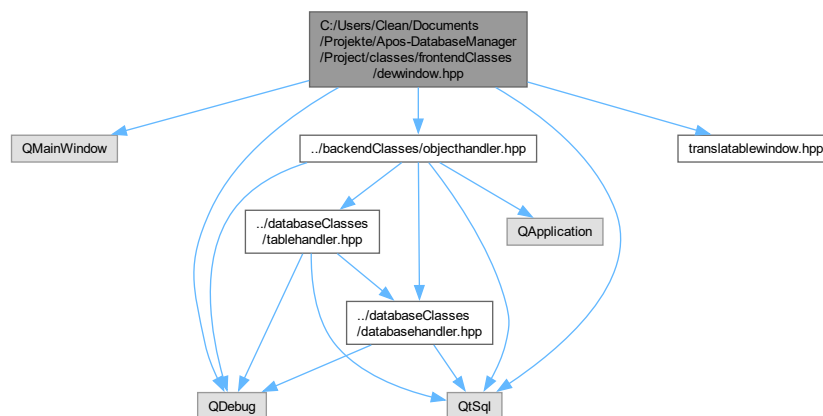 C:/Users/Clean/Documents
/Projekte/Apos-DatabaseManager
/Project/classes/frontendClasses
/dewwindow.hpp
QMainWindow
../backendClasses/objecthandler.hpp
translatablewindow.hpp
../databaseClasses
/tablehandler.hpp
QApplication
../databaseClasses
/databasehandler.hpp
QDebug
QtSql